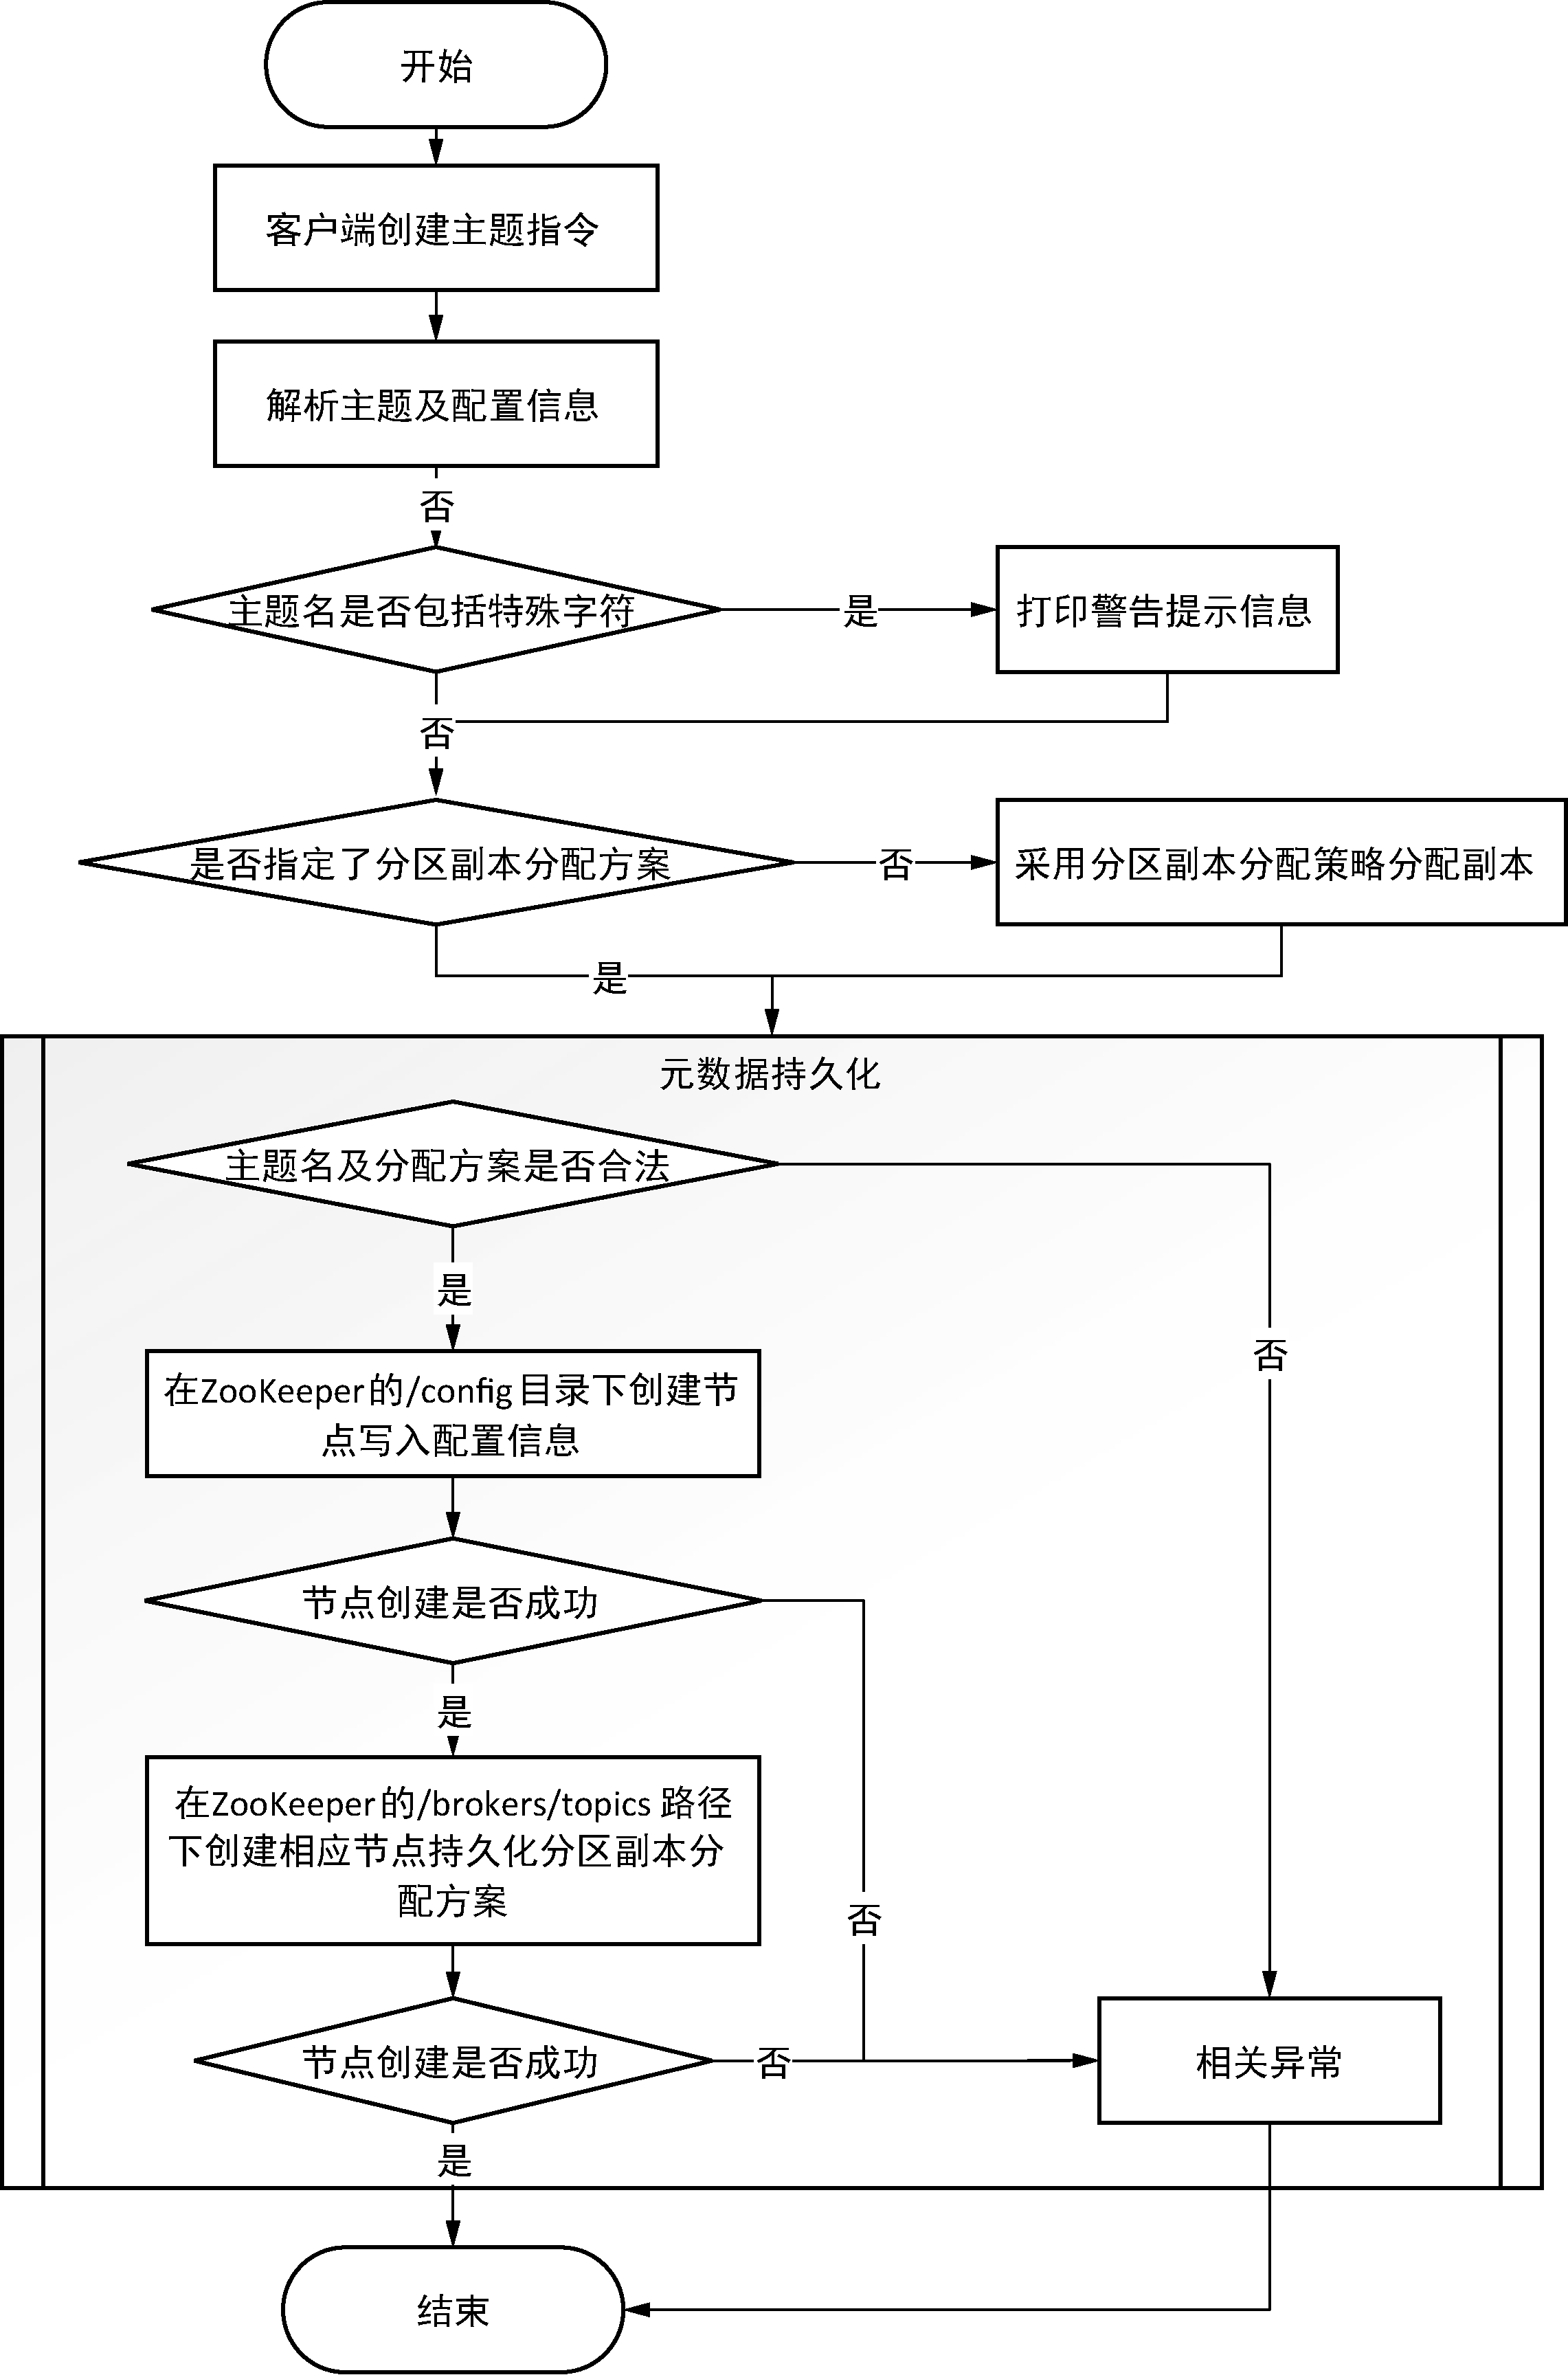 开始
客户端创建主题指令
解析主题及配置信息
否
主题名是否包括特殊字符
是
打印警告提示信息
否
是否指定了分区副本分配方案
否
采用分区副本分配策略分配副本
是
元数据持久化
主题名及分配方案是否合法
是
否
在ZooKeeper的/config目录下创建节
点写入配置信息
节点创建是否成功
是
在ZooKeeper的/brokers/topics路径
下创建相应节点持久化分区副本分
配方案
否
节点创建是否成功
否
相关异常
是
结束